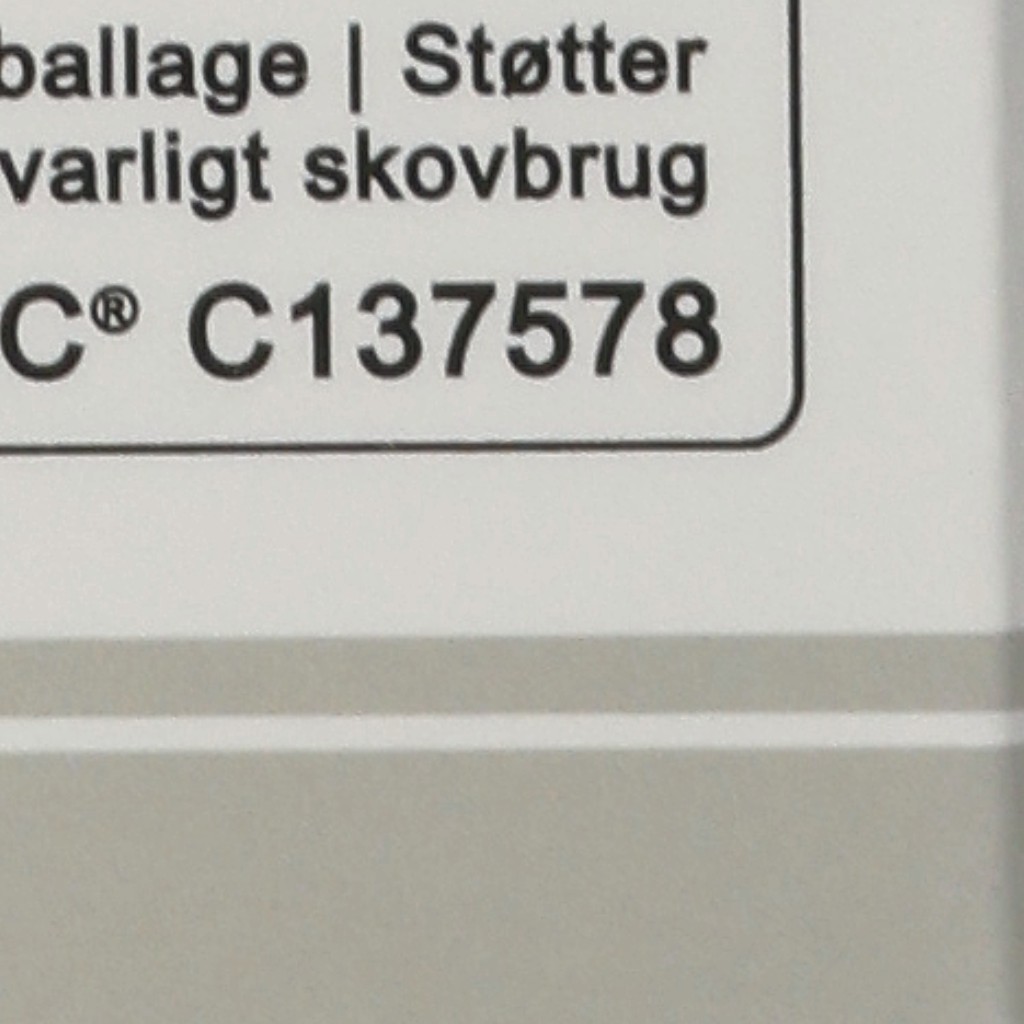 ballage | Støtter
varligt skovbrug
C® C137578